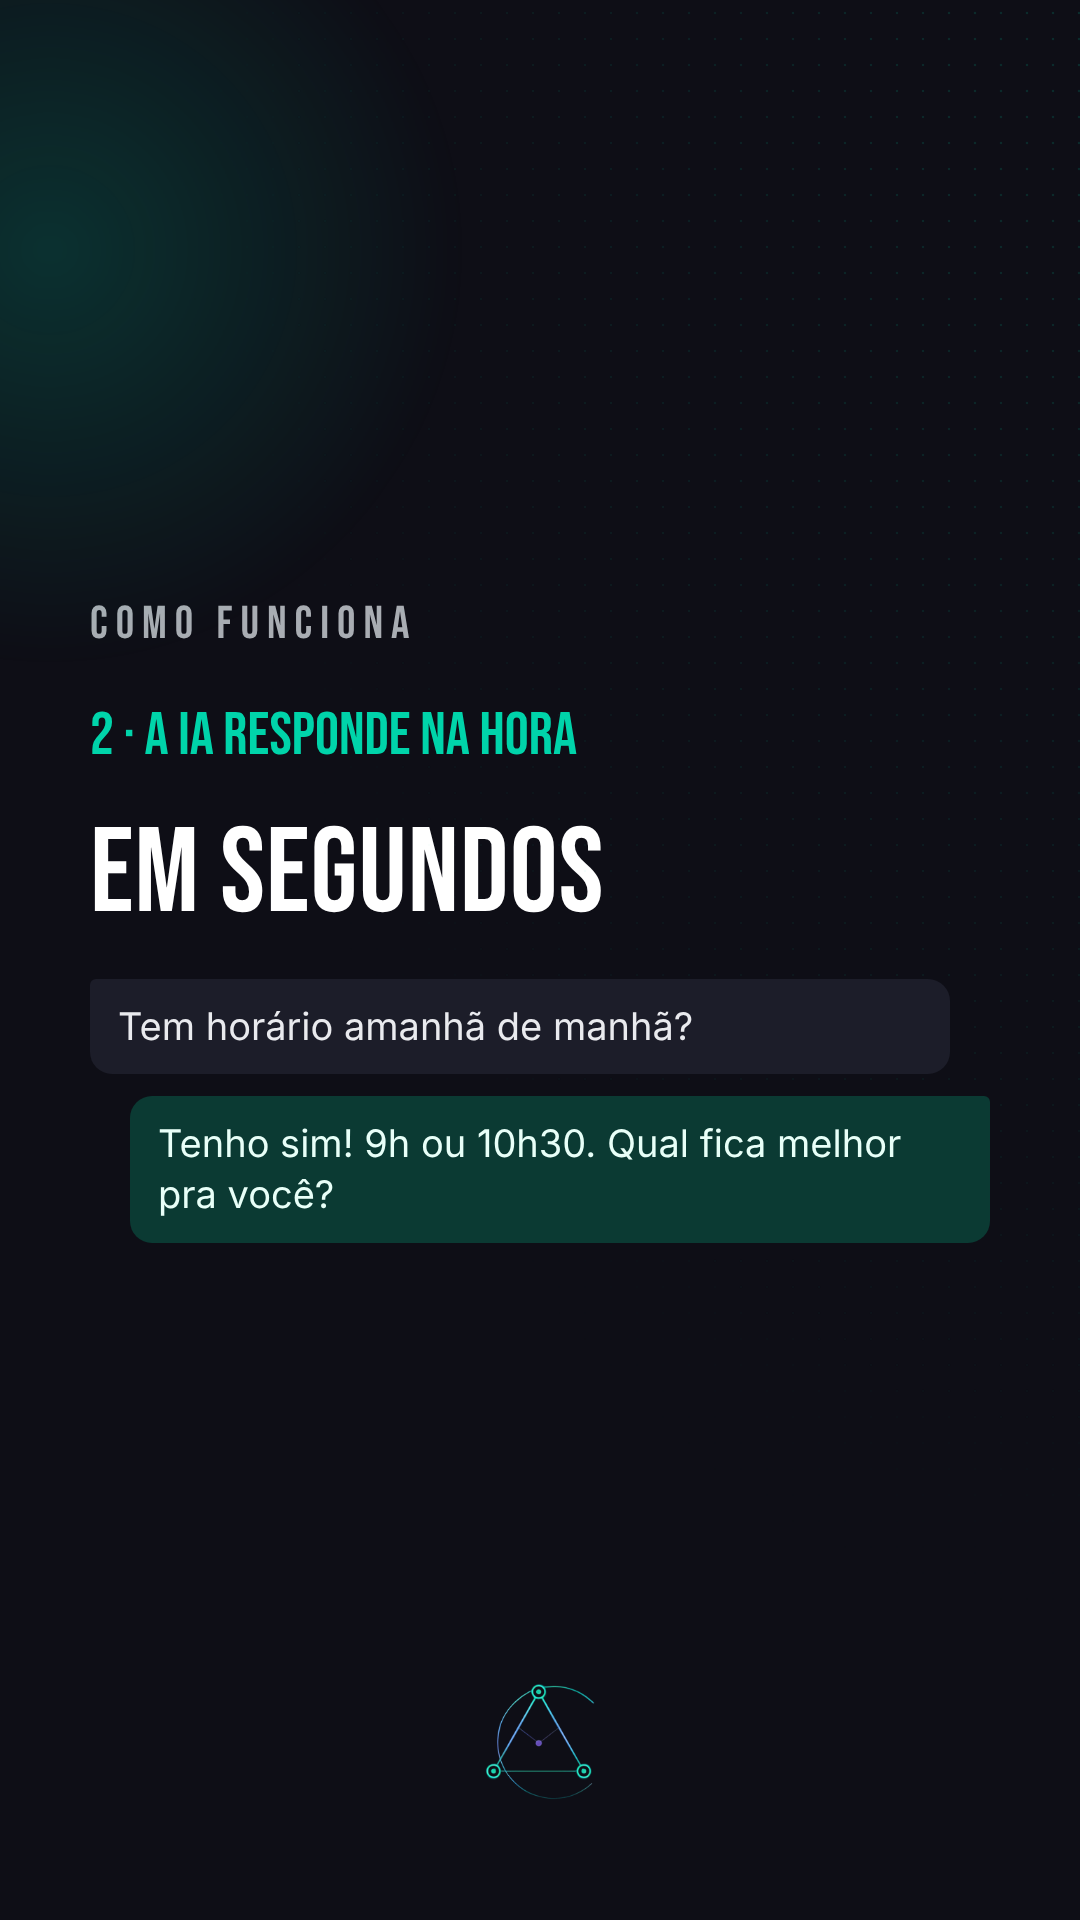 COMO FUNCIONA
2 · A IA RESPONDE NA HORA
EM SEGUNDOS
Tem horário amanhã de manhã?
Tenho sim! 9h ou 10h30. Qual fica melhor
pra você?